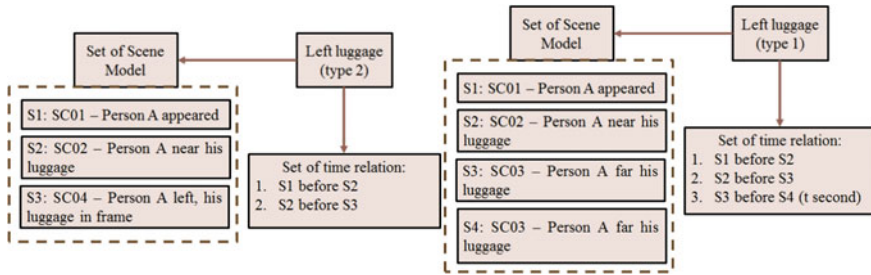 Set of Scene
Model
Left luggage
(type 2)
S1: SC01 – Person A appeared
S2: SC02 – Person A near his
luggage
S3: SC04 – Person A left, his
luggage in frame
Set of time relation:
1. S1 before S2
2. S2 before S3
Set of Scene
Model
Left luggage
(type 1)
S1: SC01 – Person A appeared
S2: SC02 – Person A near his
luggage
S3: SC03 – Person A far his
luggage
S4: SC03 – Person A far his
luggage
Set of time relation:
1. S1 before S2
2. S2 before S3
3. S3 before S4 (t second)